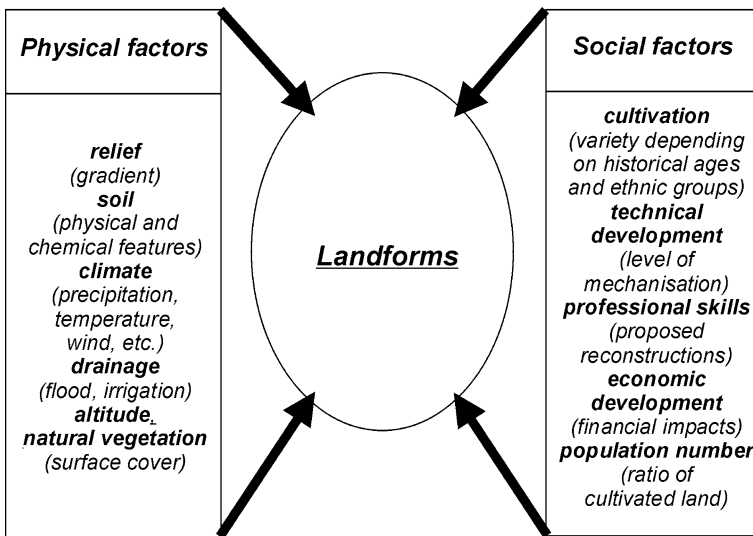 Physical factors
relief
(gradient)
soil
(physical and
chemical features)
climate
(precipitation,
temperature,
wind, etc.)
drainage
(flood, irrigation)
altitude,
natural vegetation
(surface cover)
Landforms
Social factors
cultivation
(variety depending
on historical ages
and ethnic groups)
technical
development
(level of
mechanisation)
professional skills
(proposed
reconstructions)
economic
development
(financial impacts)
population number
(ratio of
cultivated land)